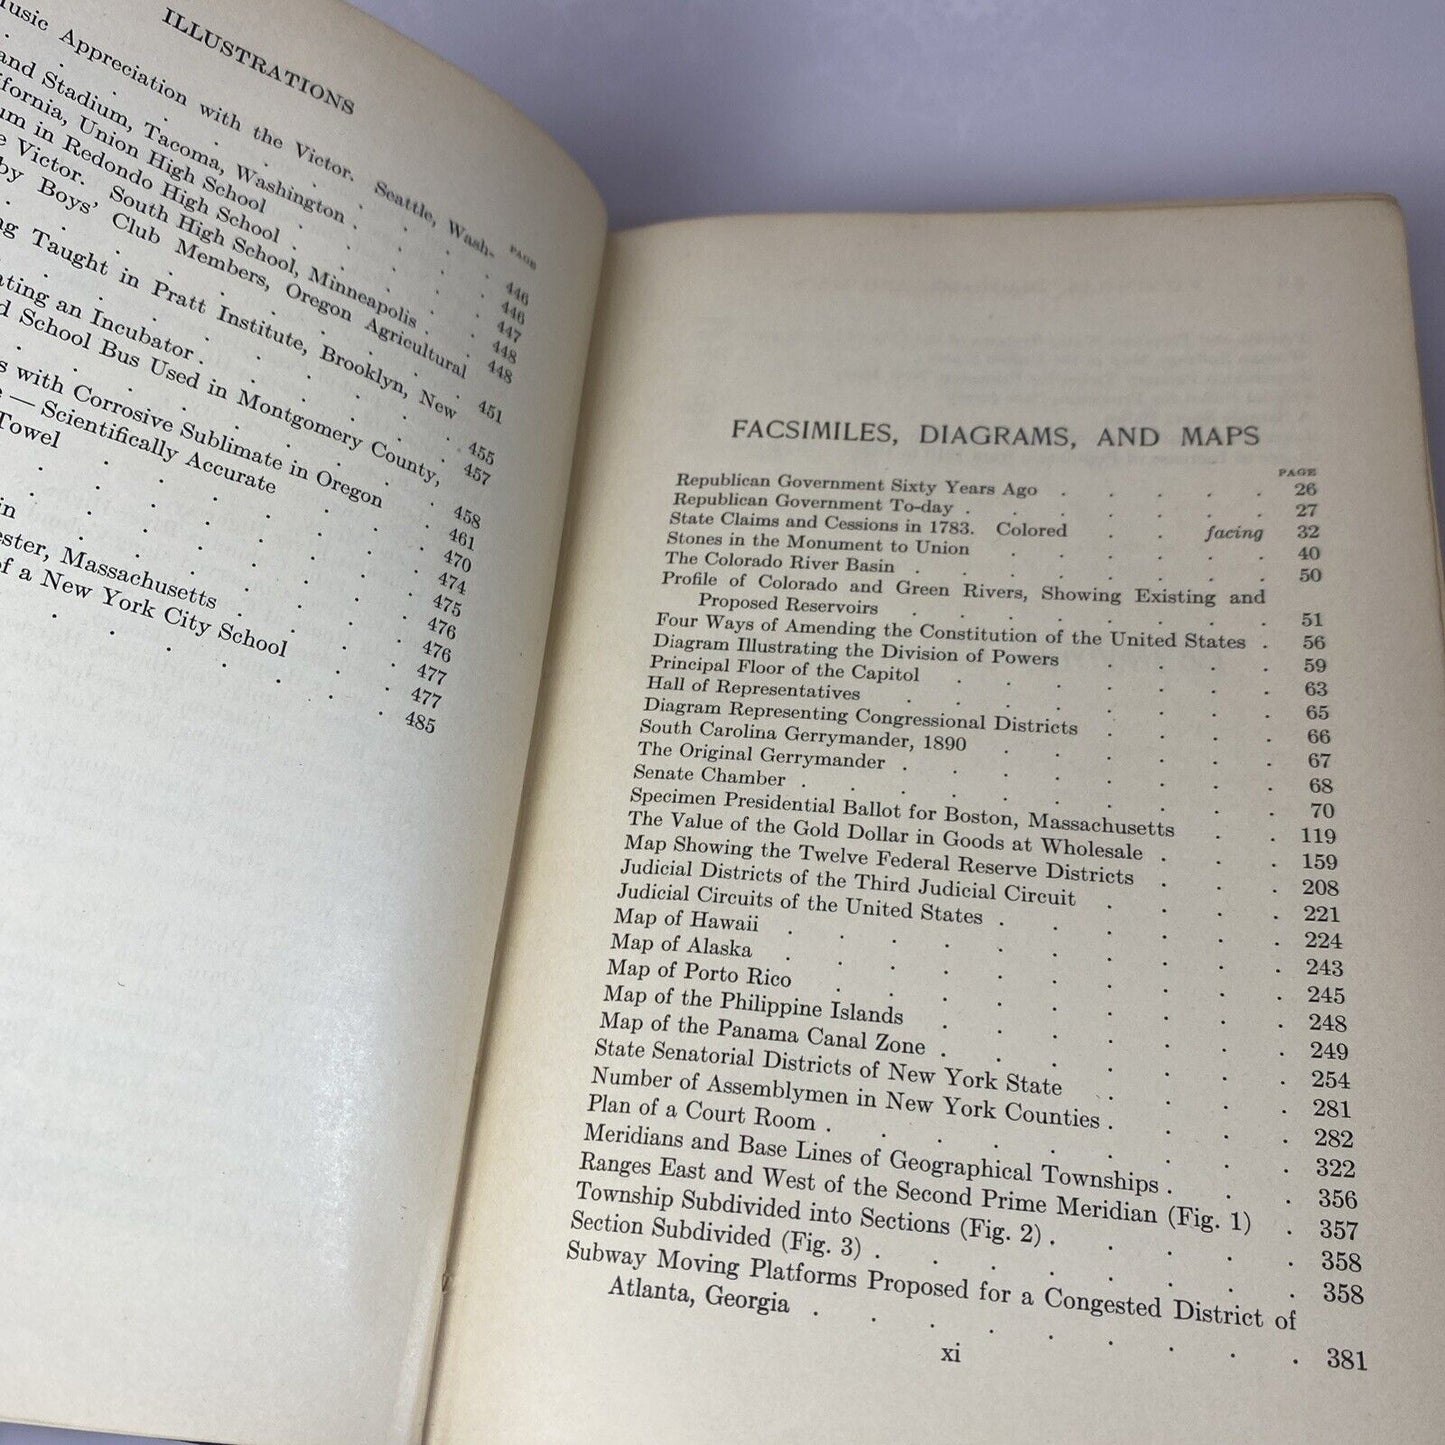 ILLUSTRATIONS
PAGE
Music Appreciation with the Victor. Seattle, Wash-
. . . 446
and Stadium, Tacoma, Washington . . . 446
ifornia, Union High School . . . 447
um in Redondo High School . . . 448
e Victor. South High School, Minneapolis . . . 448
by Boys' Club Members, Oregon Agricultural
. . . 451
ng Taught in Pratt Institute, Brooklyn, New
. . . 455
ating an Incubator . . . 457
d School Bus Used in Montgomery County,
. . . 458
s with Corrosive Sublimate in Oregon . 461
e — Scientifically Accurate . 470
Towel . . . 474
. . . 475
in . . . 476
ester, Massachusetts . . . 476
. . . 477
of a New York City School . . 477
. . . 485
FACSIMILES, DIAGRAMS, AND MAPS
PAGE
Republican Government Sixty Years Ago . . . . . 26
Republican Government To-day . . . . . . . 27
State Claims and Cessions in 1783. Colored . . facing 32
Stones in the Monument to Union . . . . . . 40
The Colorado River Basin . . . . . . . . 50
Profile of Colorado and Green Rivers, Showing Existing and
Proposed Reservoirs . . . . . . . 51
Four Ways of Amending the Constitution of the United States . 56
Diagram Illustrating the Division of Powers . . . . 59
Principal Floor of the Capitol . . . . . . . 63
Hall of Representatives . . . . . . . . 65
Diagram Representing Congressional Districts . . . . 66
South Carolina Gerrymander, 1890 . . . . . . 67
The Original Gerrymander . . . . . . . . 68
Senate Chamber . . . . . . . . . . 70
Specimen Presidential Ballot for Boston, Massachusetts . . 119
The Value of the Gold Dollar in Goods at Wholesale . . . 159
Map Showing the Twelve Federal Reserve Districts . . . 208
Judicial Districts of the Third Judicial Circuit . . . . 221
Judicial Circuits of the United States . . . . . . 224
Map of Hawaii . . . . . . . . . . 243
Map of Alaska . . . . . . . . . . 245
Map of Porto Rico . . . . . . . . . 248
Map of the Philippine Islands . . . . . . . 249
Map of the Panama Canal Zone . . . . . . . 254
State Senatorial Districts of New York State . . . . 281
Number of Assemblymen in New York Counties . . . . 282
Plan of a Court Room . . . . . . . . . 322
Meridians and Base Lines of Geographical Townships . . . 356
Ranges East and West of the Second Prime Meridian (Fig. 1) . 357
Township Subdivided into Sections (Fig. 2) . . . . . 358
Section Subdivided (Fig. 3) . . . . . . . . 358
Subway Moving Platforms Proposed for a Congested District of
Atlanta, Georgia . . . . . . . . . 381
xi